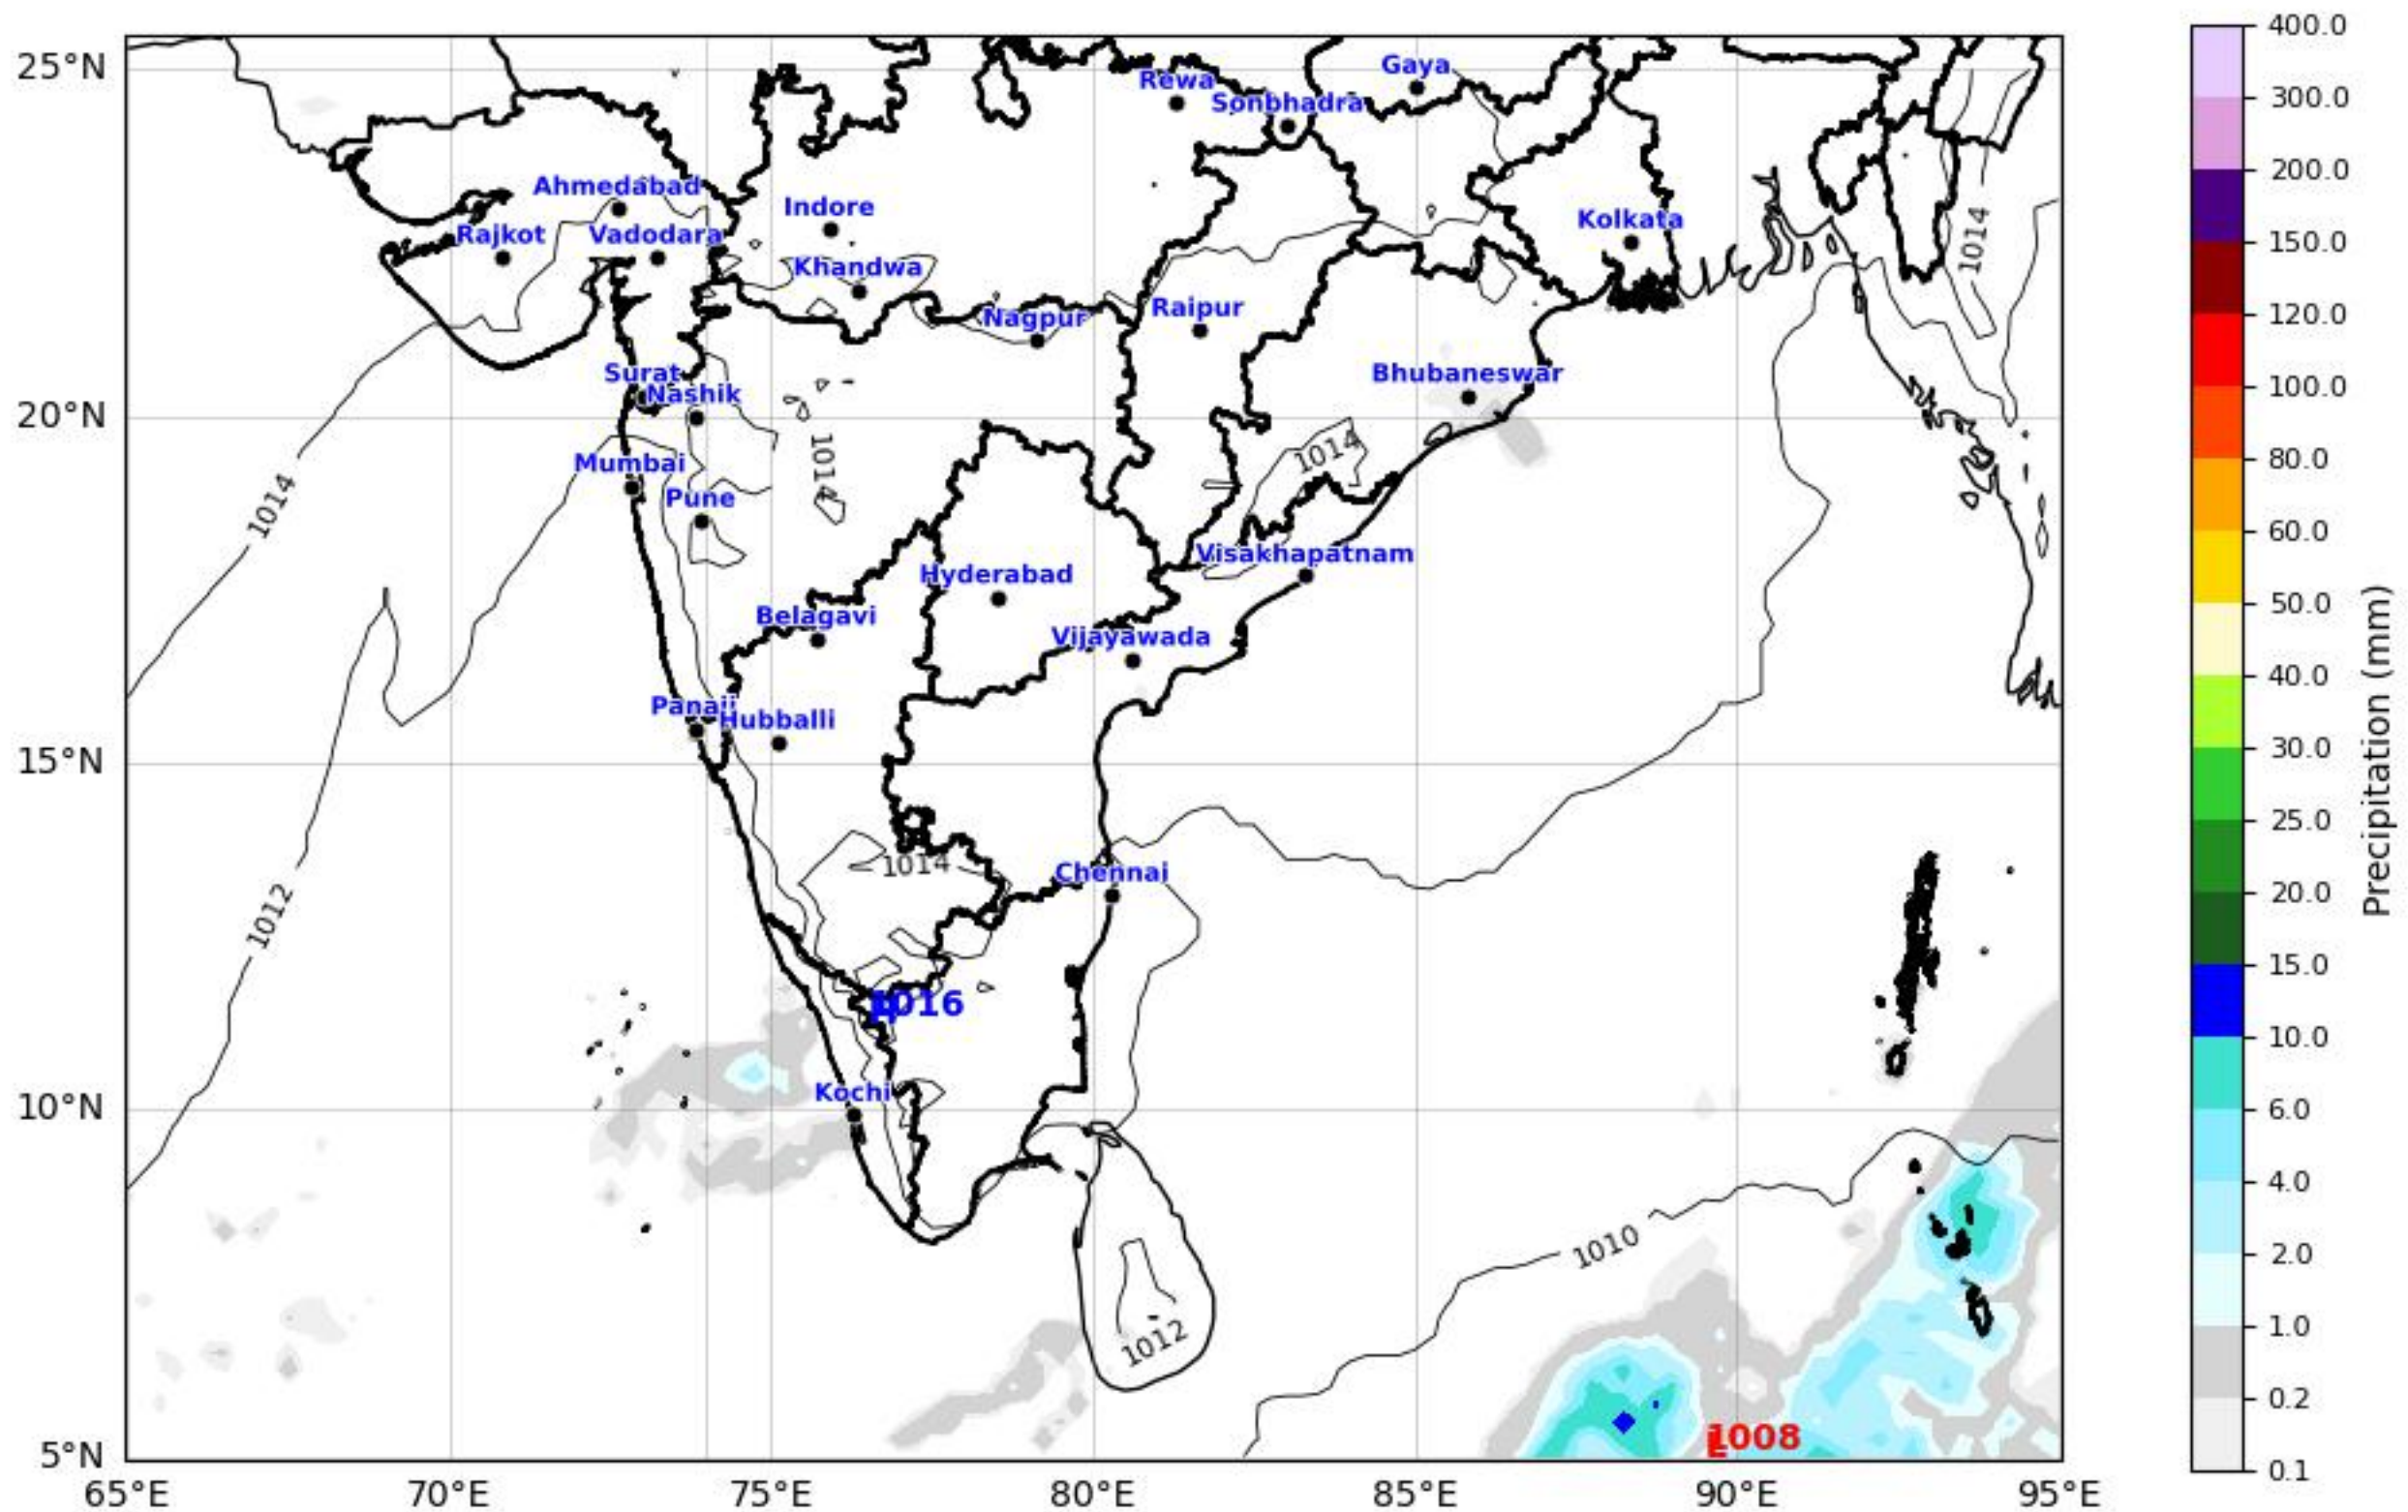 400.0
25°N
Gaya
Rewa
300.0
Sonbhadra
200.0
Ahmedabad
Indore
Kolkata
Rajkot
Vadodara
1014
150.0
Khandwa
Nagpur
Raipur
120.0
Surat
Bhubaneswar
100.0
Nashik
20°N
1014
1014
80.0
Mumbai
Pune
1014
60.0
Visakhapatnam
Hyderabad
50.0
Belagavi
Vijayawada
40.0
Panaji
Hubballi
15°N
30.0
Precipitation (mm)
25.0
1014
Chennai
20.0
1012
15.0
H
1016
10.0
Kochi
10°N
6.0
4.0
1010
2.0
1012
1.0
0.2
L
1008
5°N
0.1
65°E
70°E
75°E
80°E
85°E
90°E
95°E